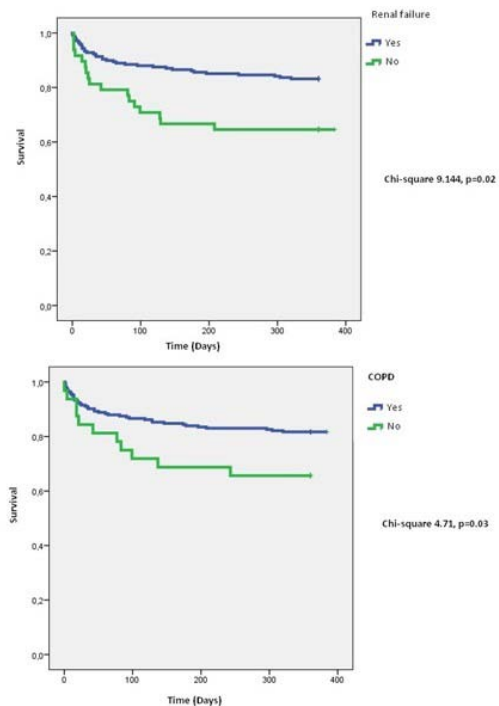 Renal failure
Yes
No
1,0
0,8
0,6
0,4
0,2
0,0
Survival
0
100
200
300
400
Time (Days)
Chi-square 9.144, p=0.02
COPD
Yes
No
1,0
0,8
0,6
0,4
0,2
0,0
Survival
0
100
200
300
400
Time (Days)
Chi-square 4.71, p=0.03